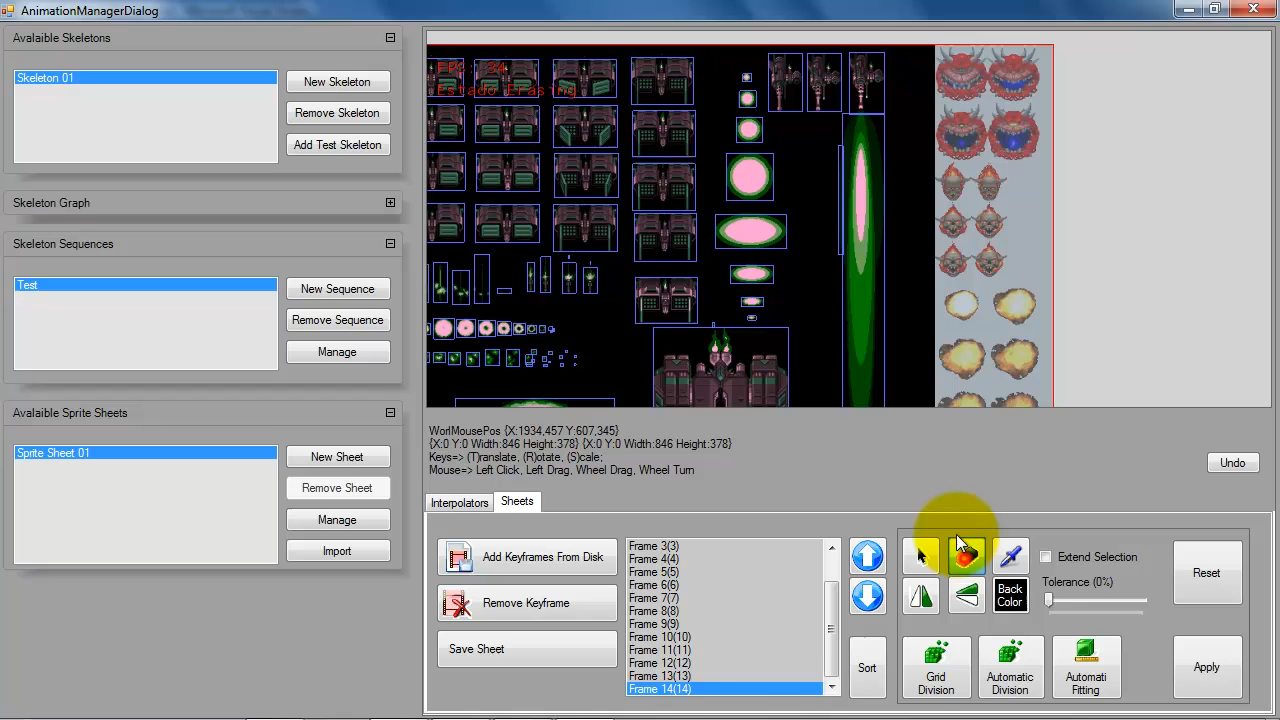 AnimationManagerDialog
Avalaible Skeletons
Skeleton 01
New Skeleton
Remove Skeleton
Add Test Skeleton
Skeleton Graph
Skeleton Sequences
Test
New Sequence
Remove Sequence
Manage
Avalaible Sprite Sheets
Sprite Sheet 01
New Sheet
Remove Sheet
Manage
Import
Estado Erasing
WorlMousePos {X:1934,457 Y:607,345}
{X:0 Y:0 Width:846 Height:378} {X:0 Y:0 Width:846 Height:378}
Keys=> (T)ranslate, (R)otate, (S)cale;
Mouse=> Left Click, Left Drag, Wheel Drag, Wheel Turn
Undo
Interpolators
Sheets
Add Keyframes From Disk
Remove Keyframe
Save Sheet
Frame 3(3)
Frame 4(4)
Frame 5(5)
Frame 6(6)
Frame 7(7)
Frame 8(8)
Frame 9(9)
Frame 10(10)
Frame 11(11)
Frame 12(12)
Frame 13(13)
Frame 14(14)
Sort
Extend Selection
Tolerance (0%)
Back
Color
Grid
Division
Automatic
Division
Automati
Fitting
Reset
Apply